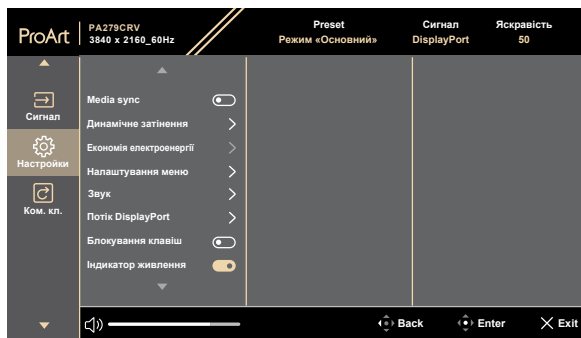 ProArt
PA279CRV
3840 x 2160_60Hz
Preset
Режим «Основний»
Сигнал
DisplayPort
Яскравість
50
Сигнал
Настройки
Ком. кл.
Media sync
Динамічне затінення
Економія електроенергії
Налаштування меню
Звук
Потік DisplayPort
Блокування клавіш
Індикатор живлення
Back
Enter
Exit